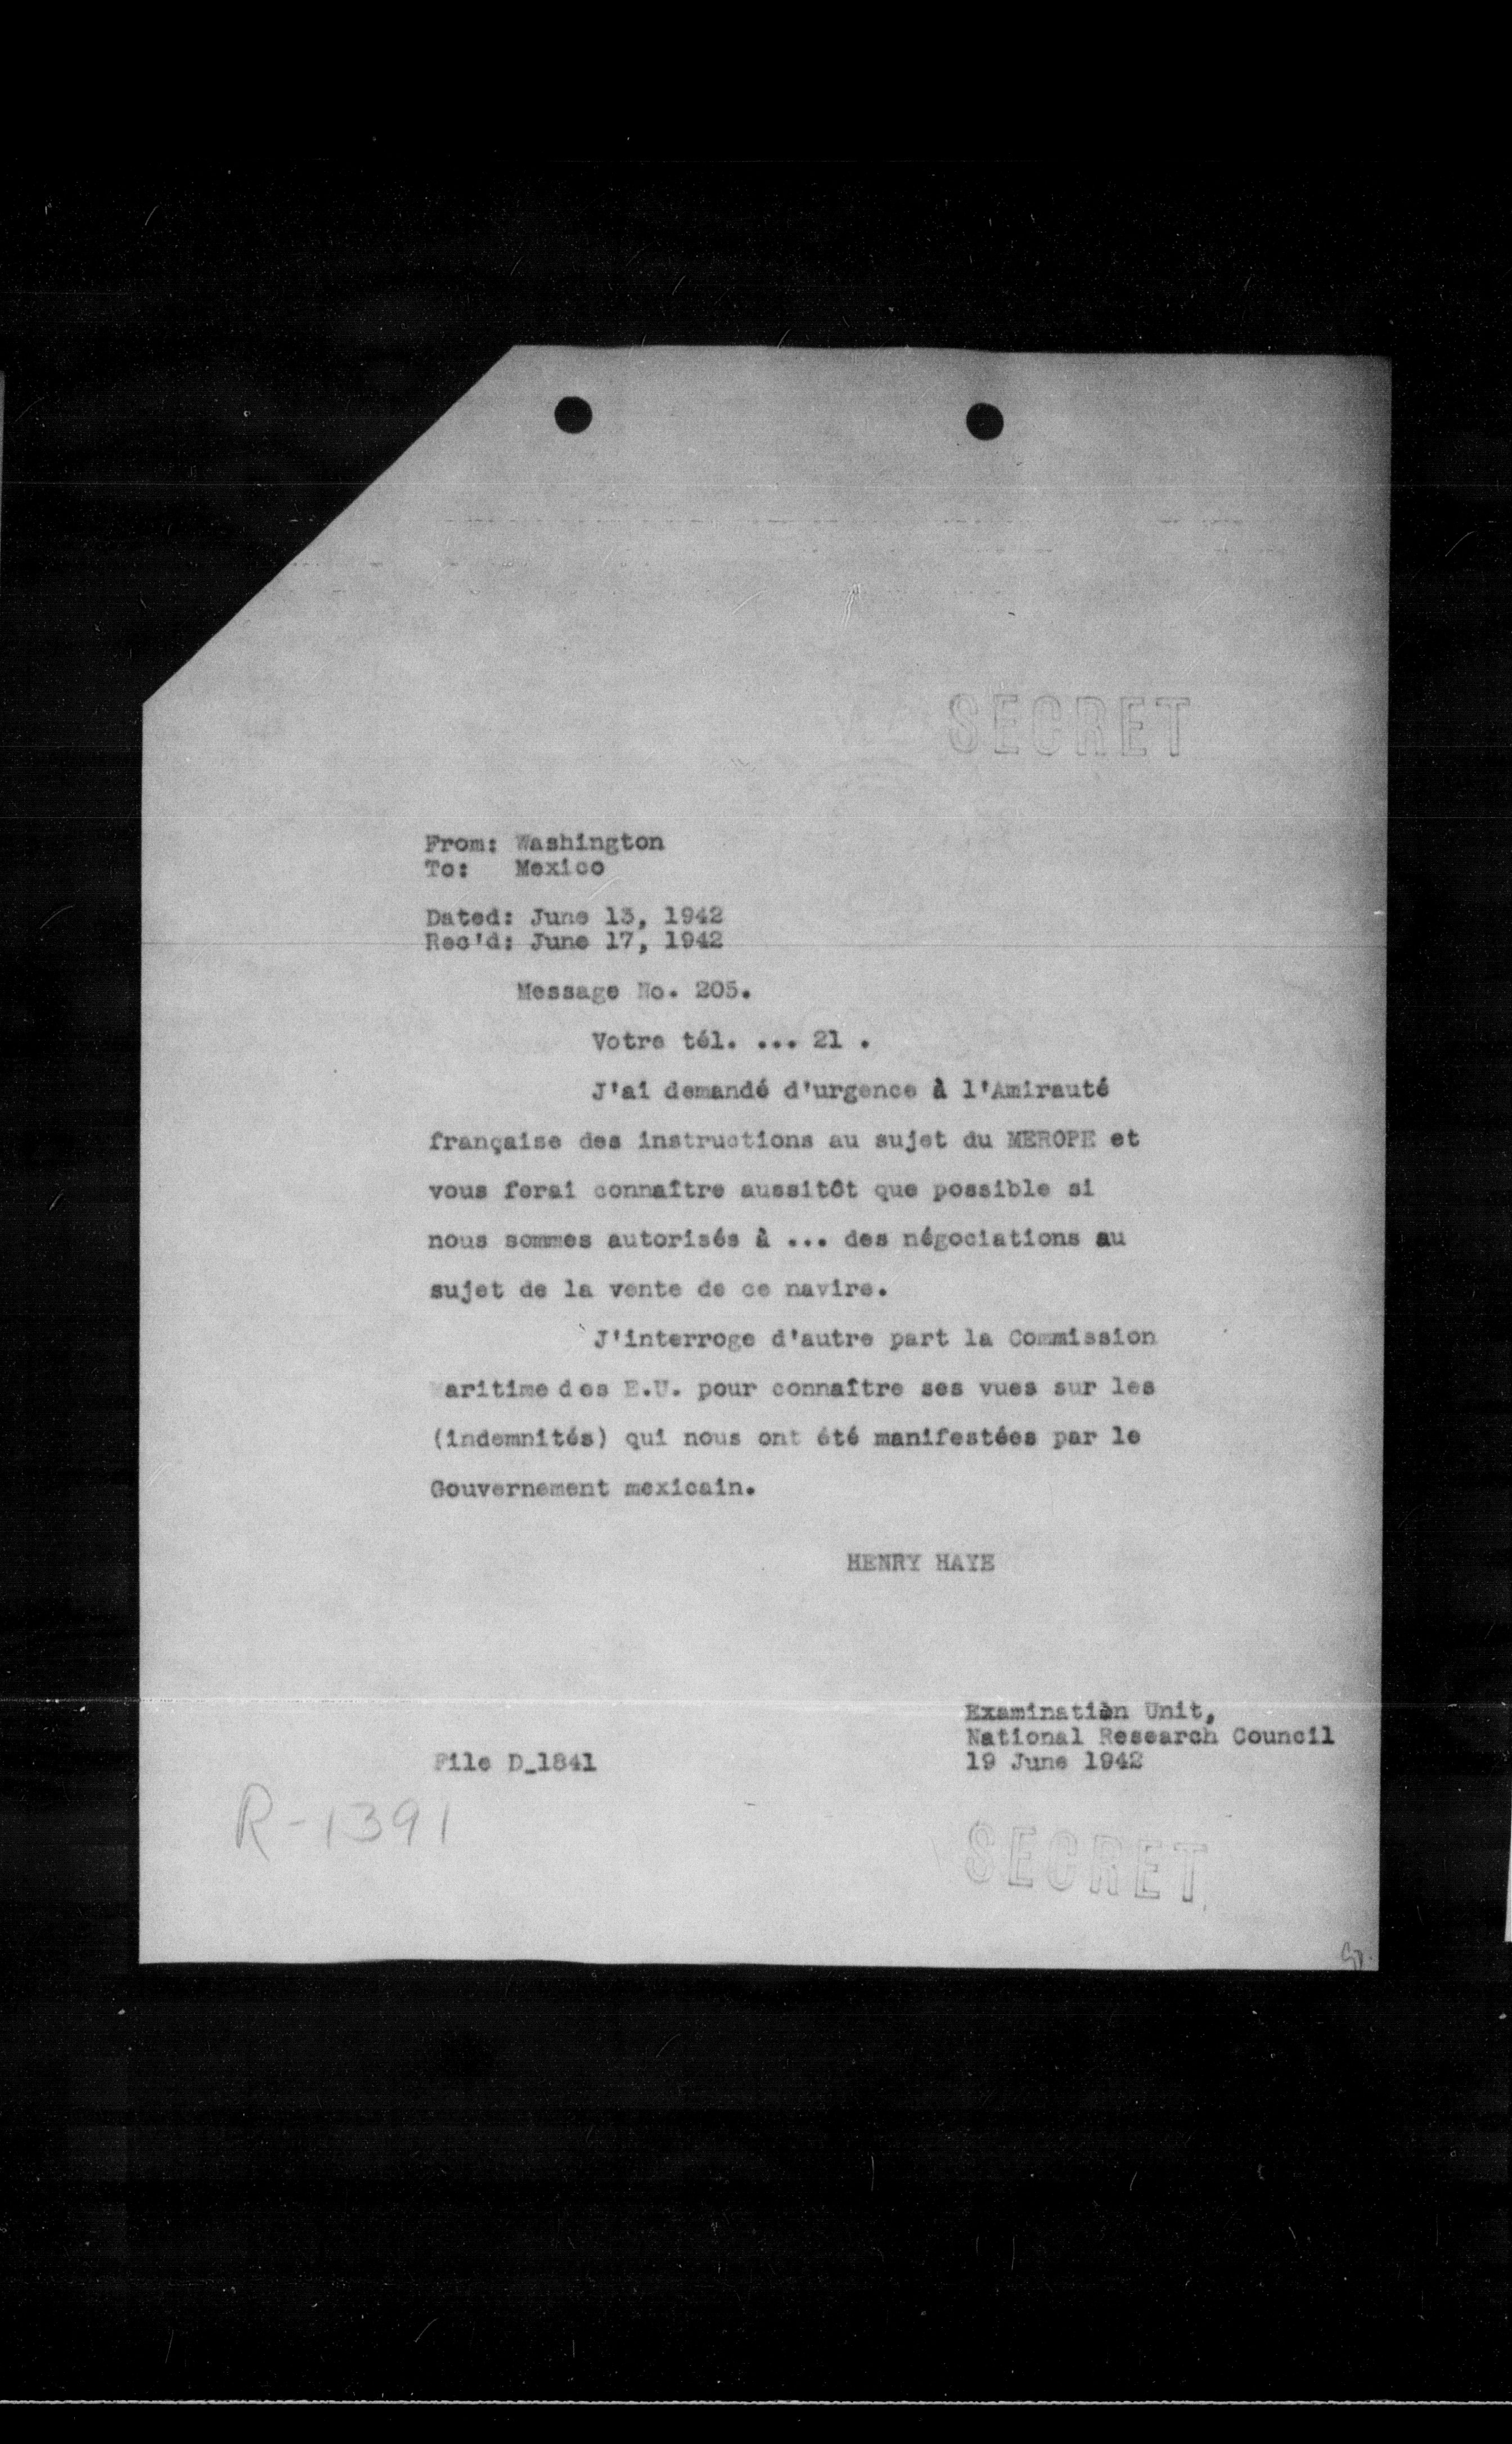 SECRET
From: Washington
To: Mexico
Dated: June 13, 1942
Rec'd: June 17, 1942
Message No. 205.
Votre tél. ... 21 .
J'ai demandé d'urgence à l'Amirauté
française des instructions au sujet du MEROPE et
vous ferai connaître aussitôt que possible si
nous sommes autorisés à ... des négociations au
sujet de la vente de ce navire.
J'interroge d'autre part la Commission
Maritime des E.U. pour connaître ses vues sur les
(indemnités) qui nous ont été manifestées par le
Gouvernement mexicain.
HENRY HAYE
Examination Unit,
National Research Council
19 June 1942
File D_1841
R-1391
SECRET